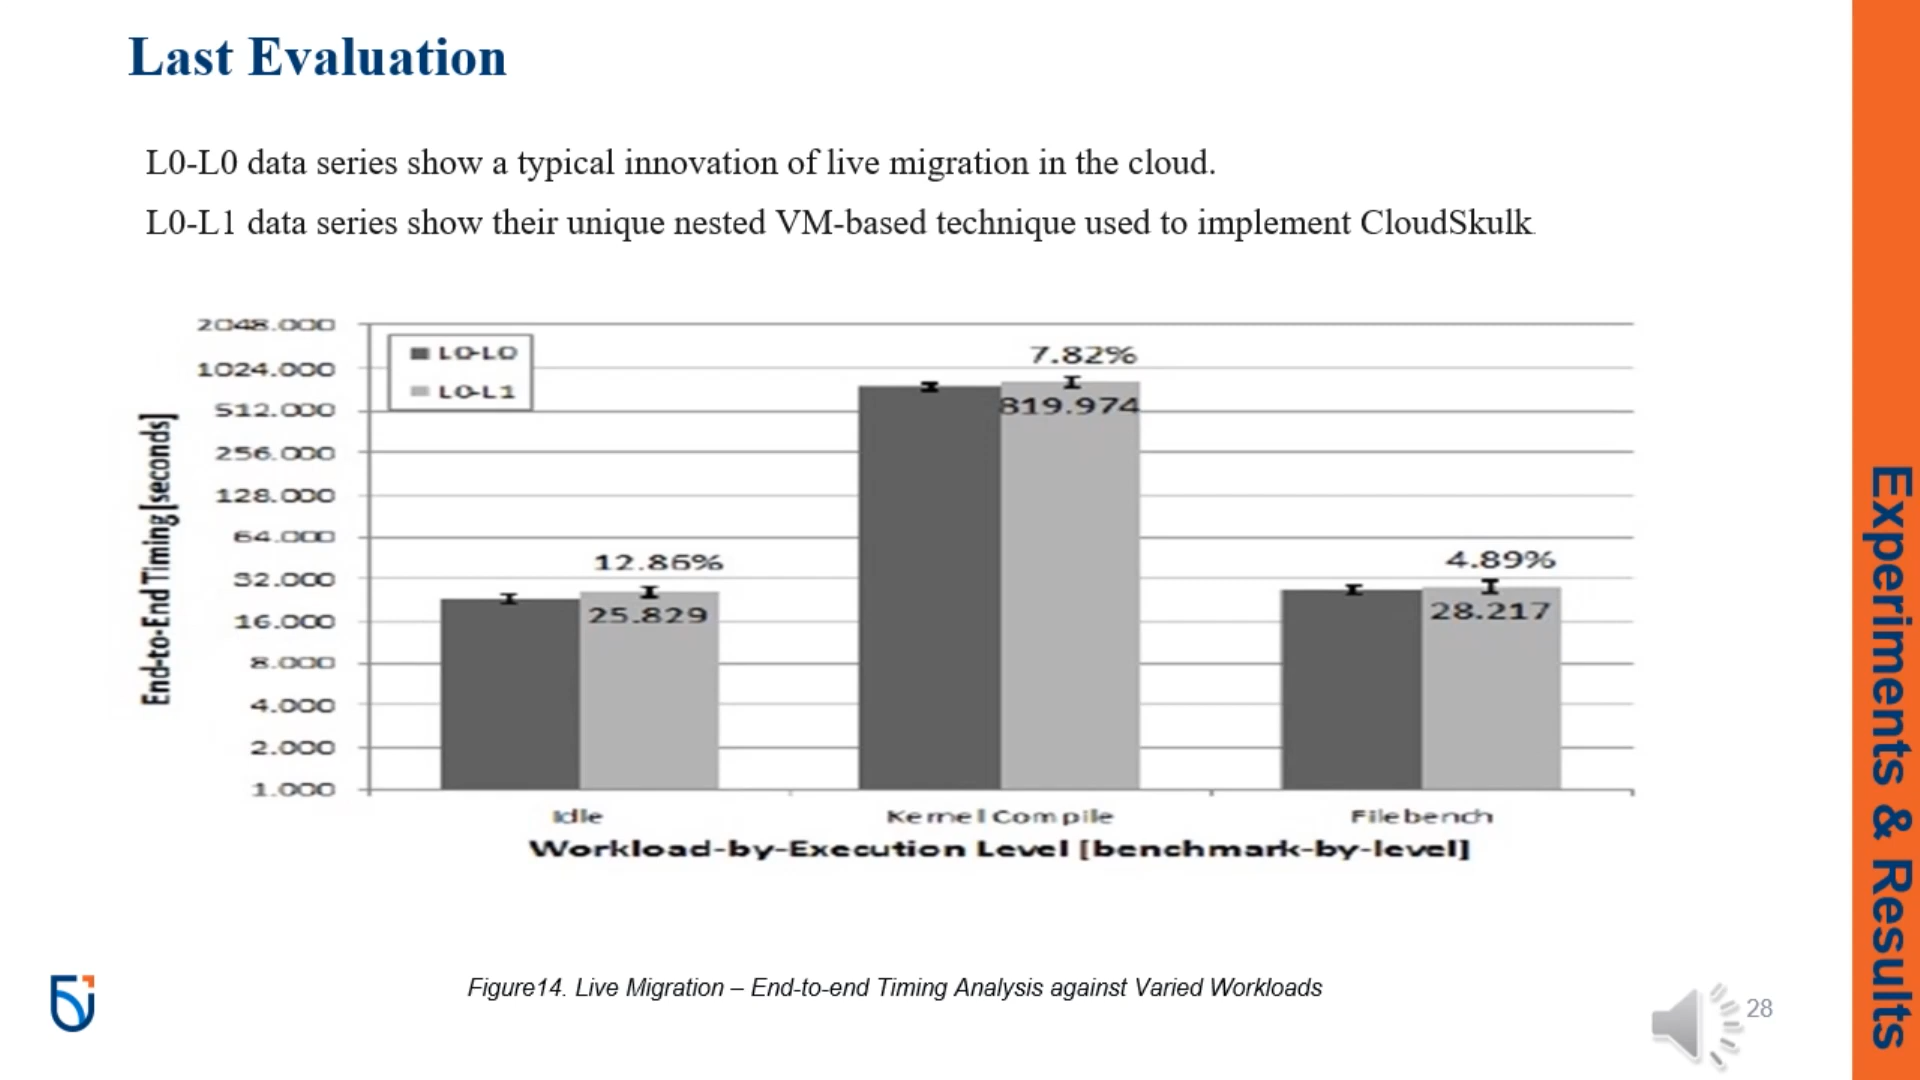 Last Evaluation
L0-L0 data series show a typical innovation of live migration in the cloud.
L0-L1 data series show their unique nested VM-based technique used to implement CloudSkulk
End-to-End Timing [seconds]
2048.000
1024.000
512.000
256.000
128.000
64.000
32.000
16.000
8.000
4.000
2.000
1.000
L0-L0
L0-L1
12.86%
25.829
7.82%
819.974
4.89%
28.217
Idle
Kernel Compile
Filebench
Workload-by-Execution Level [benchmark-by-level]
Figure14. Live Migration – End-to-end Timing Analysis against Varied Workloads
28
Experiments & Results